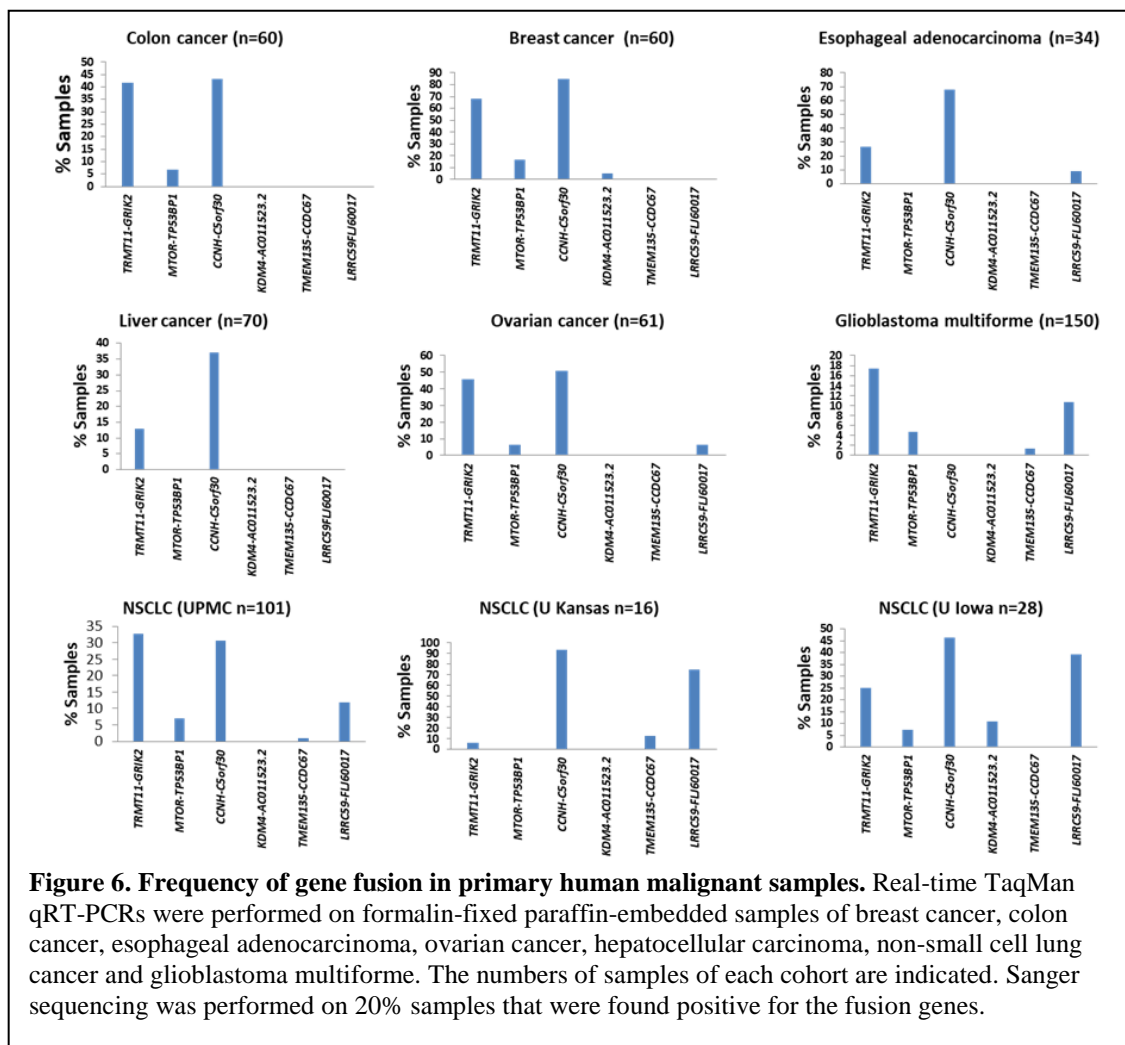 Colon cancer (n=60)
% Samples
45
40
35
30
25
20
15
10
5
0
TRMT11-GRIK2
MTOR-TP53BP1
CCNH-C5orf30
KDM4-AC011523.2
TMEM135-CCDC67
LRRC59FLJ60017
Breast cancer (n=60)
% Samples
90
80
70
60
50
40
30
20
10
0
TRMT11-GRIK2
MTOR-TP53BP1
CCNH-C5orf30
KDM4-AC011523.2
TMEM135-CCDC67
LRRC59-FLJ60017
Esophageal adenocarcinoma (n=34)
% Samples
80
70
60
50
40
30
20
10
0
TRMT11-GRIK2
MTOR-TP53BP1
CCNH-C5orf30
KDM4-AC011523.2
TMEM135-CCDC67
LRRC59-FLJ60017
Liver cancer (n=70)
% Samples
40
35
30
25
20
15
10
5
0
TRMT11-GRIK2
MTOR-TP53BP1
CCNH-C5orf30
KDM4-AC011523.2
TMEM135-CCDC67
LRRC59FLJ60017
Ovarian cancer (n=61)
% Samples
60
50
40
30
20
10
0
TRMT11-GRIK2
MTOR-TP53BP1
CCNH-C5orf30
KDM4-AC011523.2
TMEM135-CCDC67
LRRC59-FLJ60017
Glioblastoma multiforme (n=150)
% Samples
20
18
16
14
12
10
8
6
4
2
0
TRMT11-GRIK2
MTOR-TP53BP1
CCNH-C5orf30
KDM4-AC011523.2
TMEM135-CCDC67
LRRC59-FLJ60017
NSCLC (UPMC n=101)
% Samples
35
30
25
20
15
10
5
0
TRMT11-GRIK2
MTOR-TP53BP1
CCNH-C5orf30
KDM4-AC011523.2
TMEM135-CCDC67
LRRC59-FLJ60017
NSCLC (U Kansas n=16)
% Samples
100
90
80
70
60
50
40
30
20
10
0
TRMT11-GRIK2
MTOR-TP53BP1
CCNH-C5orf30
KDM4-AC011523.2
TMEM135-CCDC67
LRRC59-FLJ60017
NSCLC (U Iowa n=28)
% Samples
50
45
40
35
30
25
20
15
10
5
0
TRMT11-GRIK2
MTOR-TP53BP1
CCNH-C5orf30
KDM4-AC011523.2
TMEM135-CCDC67
LRRC59-FLJ60017
Figure 6. Frequency of gene fusion in primary human malignant samples. Real-time TaqMan
qRT-PCRs were performed on formalin-fixed paraffin-embedded samples of breast cancer, colon
cancer, esophageal adenocarcinoma, ovarian cancer, hepatocellular carcinoma, non-small cell lung
cancer and glioblastoma multiforme. The numbers of samples of each cohort are indicated. Sanger
sequencing was performed on 20% samples that were found positive for the fusion genes.